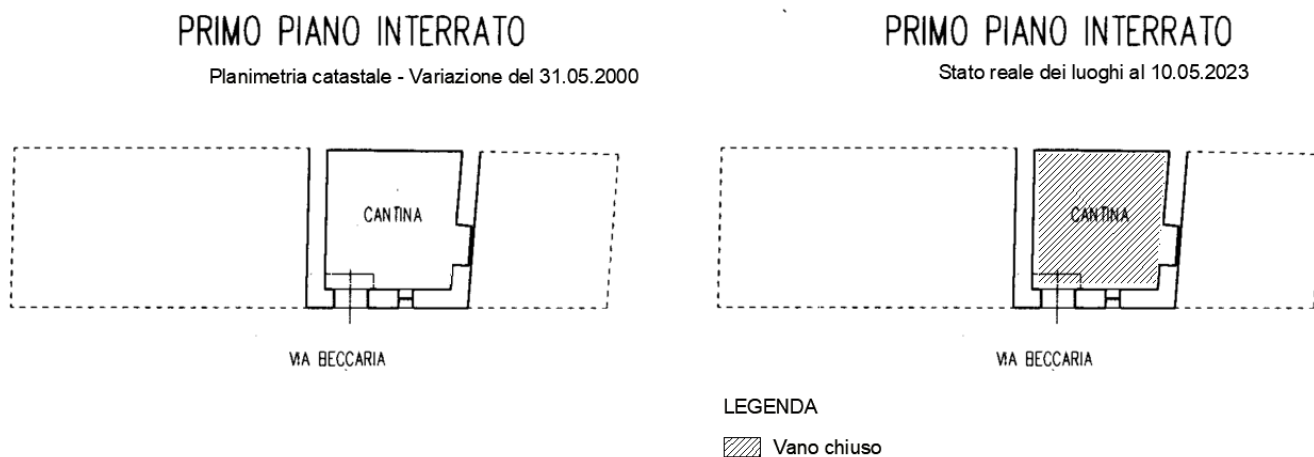 PRIMO PIANO INTERRATO
Planimetria catastale - Variazione del 31.05.2000
CANTINA
VIA BECCARIA
PRIMO PIANO INTERRATO
Stato reale dei luoghi al 10.05.2023
CANTINA
VIA BECCARIA
LEGENDA
Vano chiuso